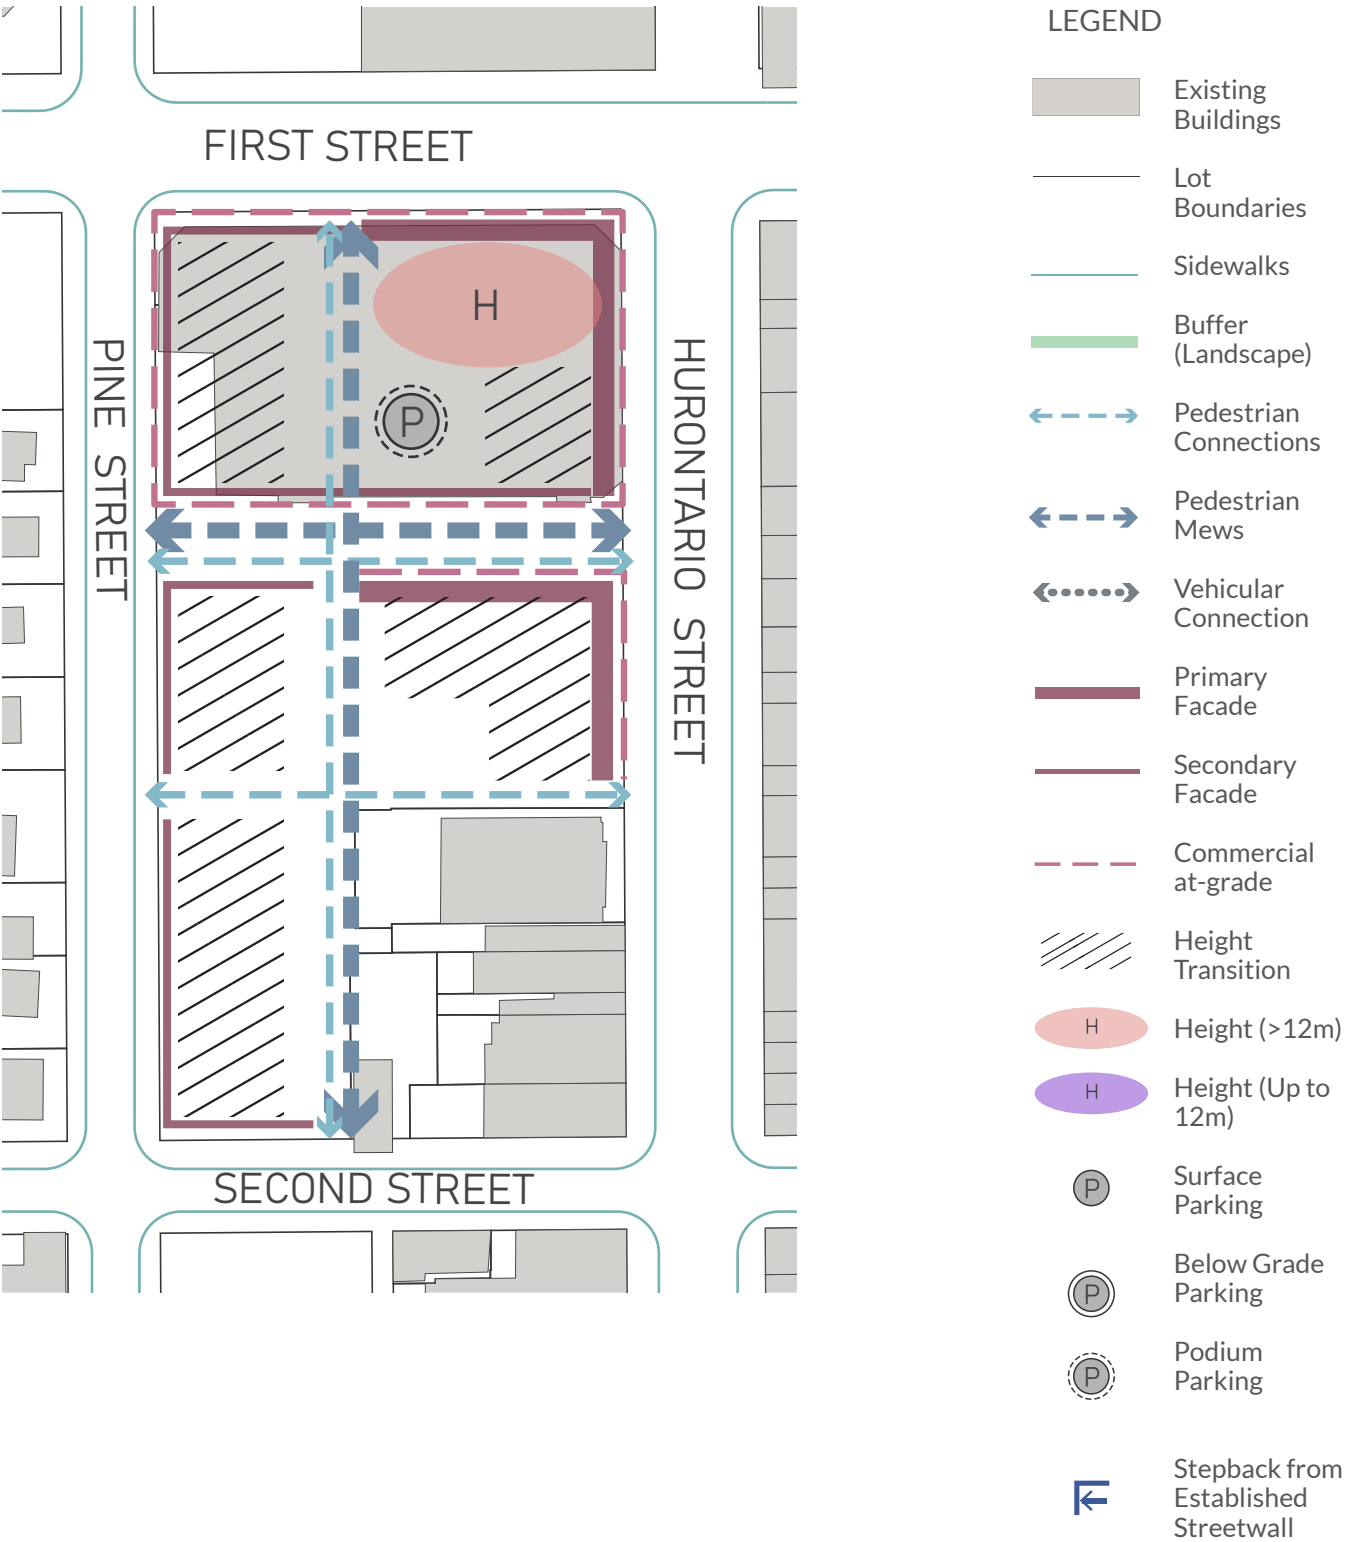 FIRST STREET
H
P
PINE STREET
HURONTARIO STREET
SECOND STREET
LEGEND
Existing
Buildings
Lot
Boundaries
Sidewalks
Buffer
(Landscape)
Pedestrian
Connections
Pedestrian
Mews
Vehicular
Connection
Primary
Facade
Secondary
Facade
Commercial
at-grade
Height
Transition
H
Height (>12m)
H
Height (Up to
12m)
P
Surface
Parking
P
Below Grade
Parking
P
Podium
Parking
Stepback from
Established
Streetwall